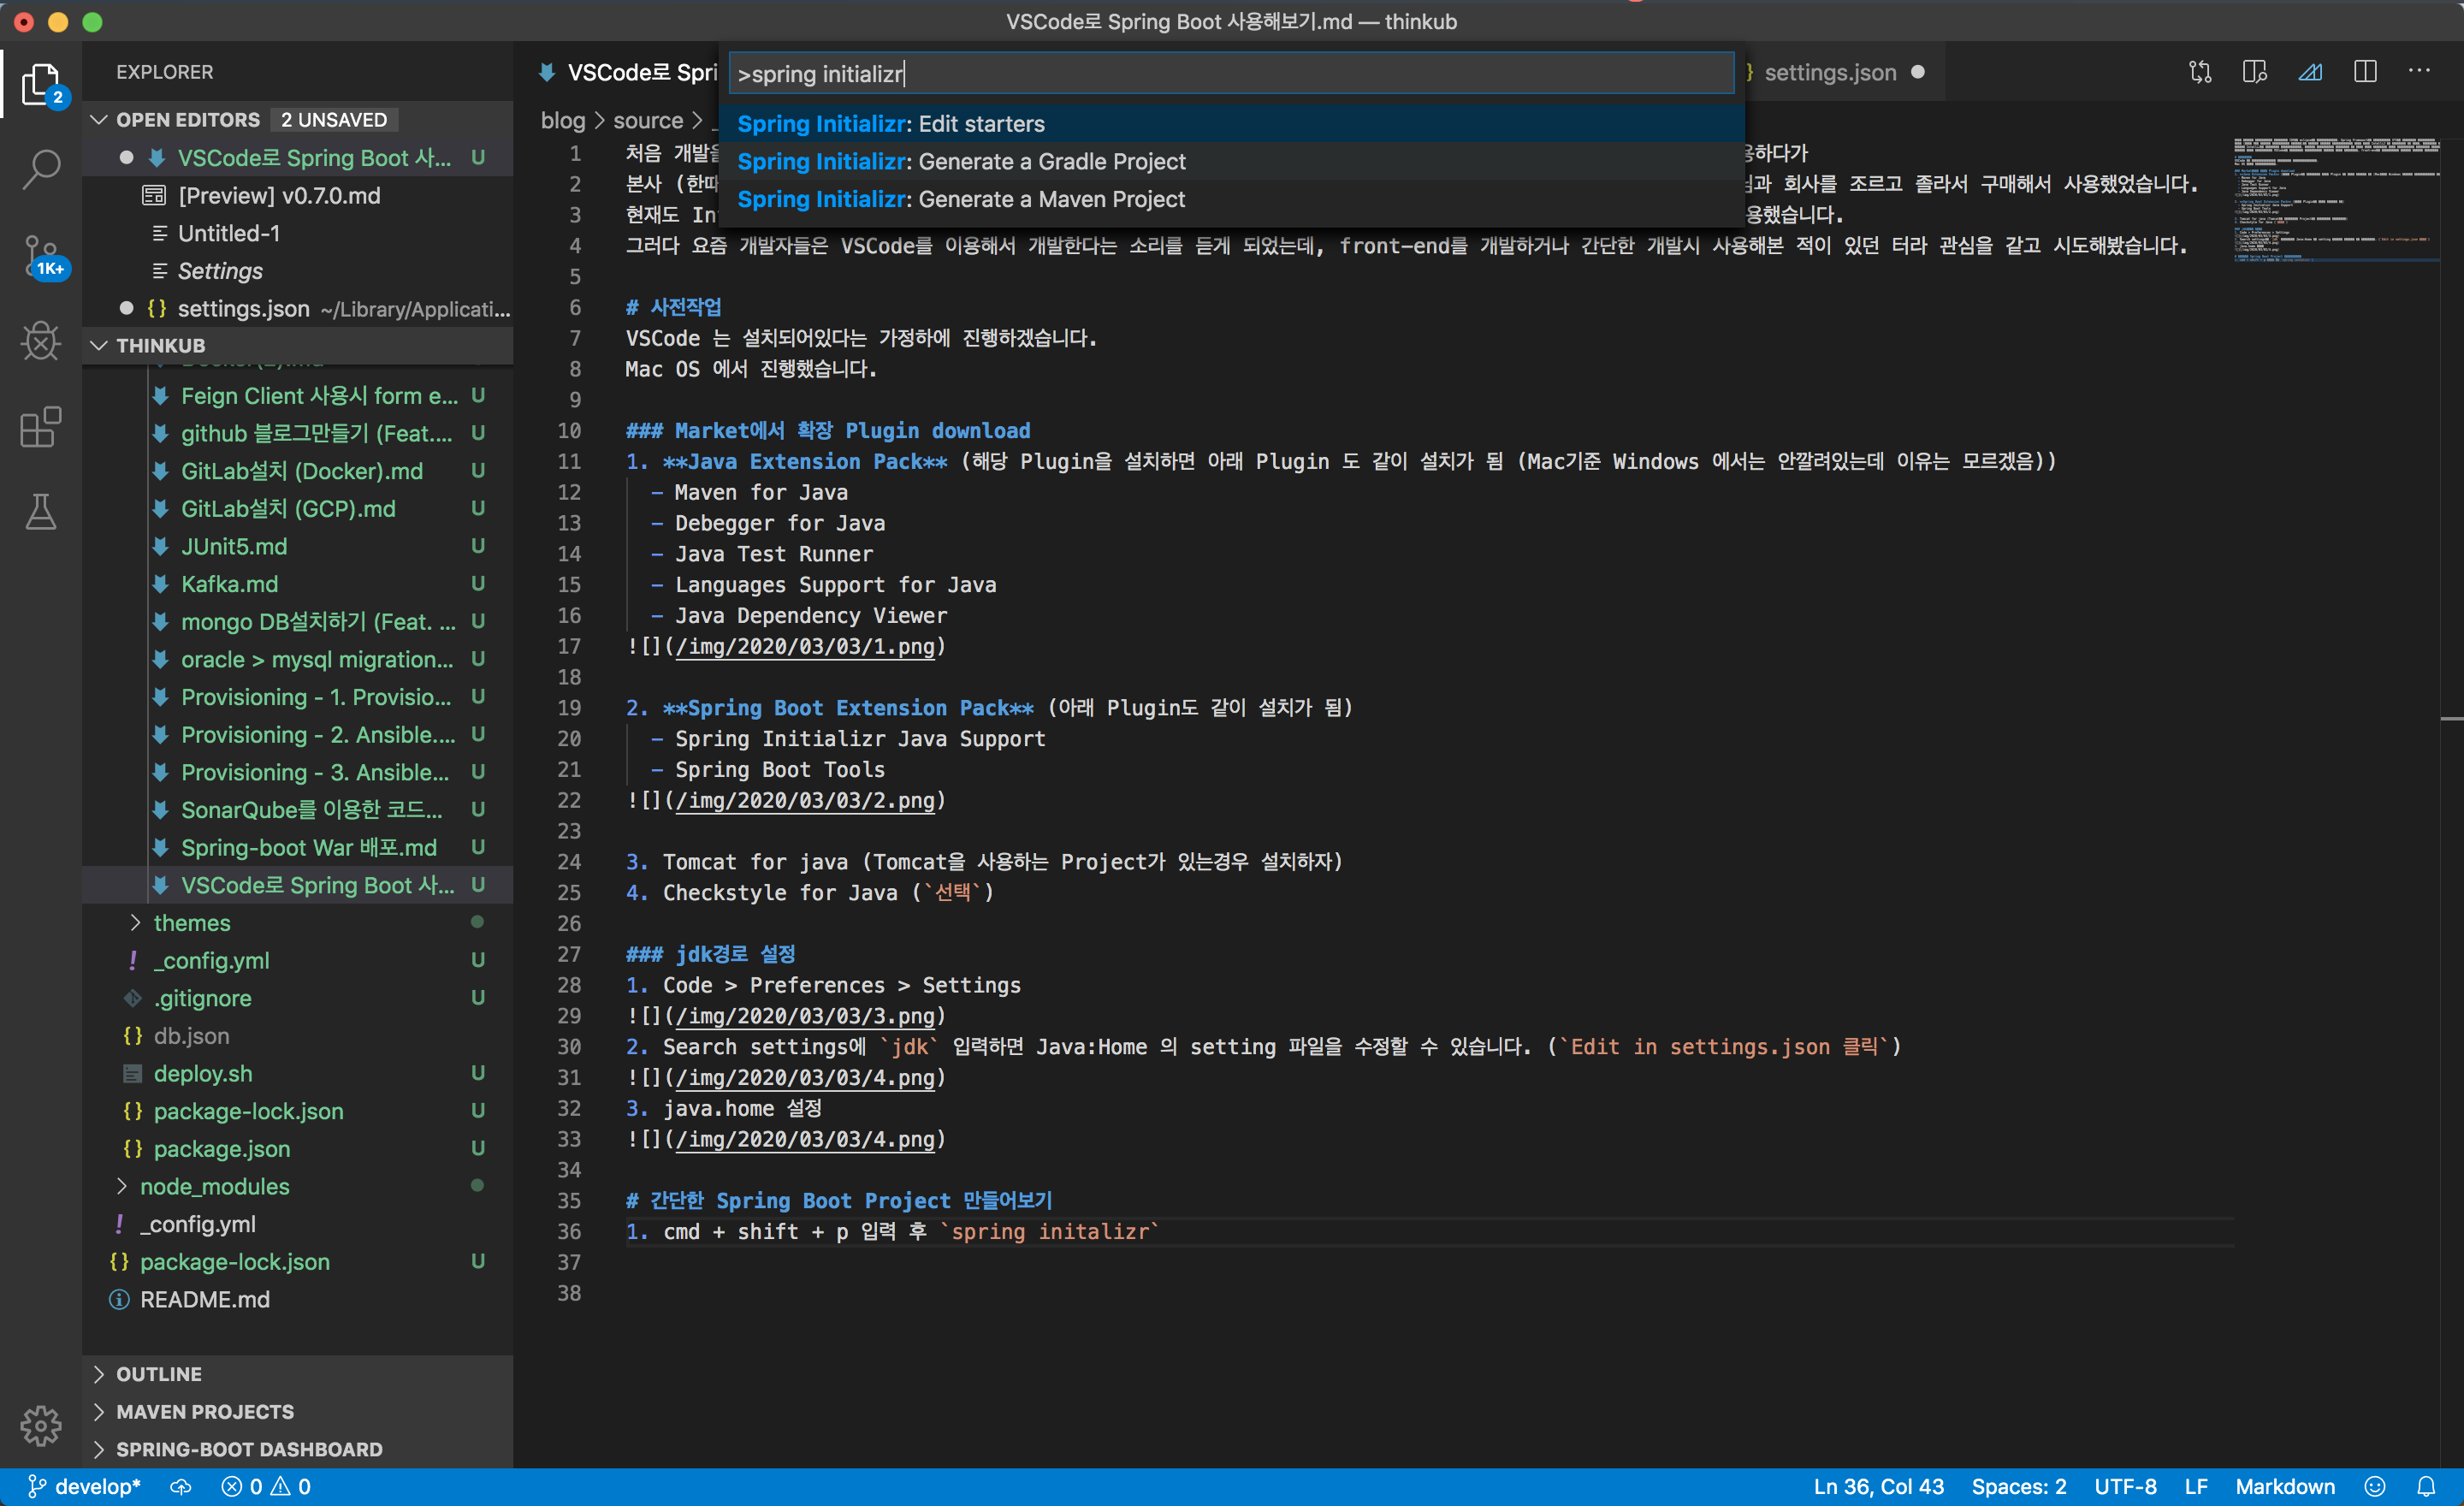 VSCode로 Spring Boot 사용해보기.md — thinkub
EXPLORER
OPEN EDITORS 2 UNSAVED
VSCode로 Spring Boot 사... U
[Preview] v0.7.0.md
Untitled-1
Settings
settings.json ~/Library/Applicati...
THINKUB
Feign Client 사용시 form e... U
github 블로그만들기 (Feat.... U
GitLab설치 (Docker).md U
GitLab설치 (GCP).md U
JUnit5.md U
Kafka.md U
mongo DB설치하기 (Feat. ... U
oracle > mysql migration... U
Provisioning - 1. Provisio... U
Provisioning - 2. Ansible.... U
Provisioning - 3. Ansible... U
SonarQube를 이용한 코드... U
Spring-boot War 배포.md U
VSCode로 Spring Boot 사... U
themes
_config.yml U
.gitignore U
db.json
deploy.sh U
package-lock.json U
package.json U
node_modules
_config.yml
package-lock.json U
README.md
OUTLINE
MAVEN PROJECTS
SPRING-BOOT DASHBOARD
2
1K+
VSCode로 Spri
settings.json
>spring initializr
Spring Initializr: Edit starters
Spring Initializr: Generate a Gradle Project
Spring Initializr: Generate a Maven Project
blog > source >
1 처음 개발을 용하다가
2 본사 (한때 님과 회사를 조르고 졸라서 구매해서 사용했었습니다.
3 현재도 In 용했습니다.
4 그러다 요즘 개발자들은 VSCode를 이용해서 개발한다는 소리를 듣게 되었는데, front-end를 개발하거나 간단한 개발시 사용해본 적이 있던 터라 관심을 같고 시도해봤습니다.
5
6 # 사전작업
7 VSCode 는 설치되어있다는 가정하에 진행하겠습니다.
8 Mac OS 에서 진행했습니다.
9
10 ### Market에서 확장 Plugin download
11 1. **Java Extension Pack** (해당 Plugin을 설치하면 아래 Plugin 도 같이 설치가 됨 (Mac기준 Windows 에서는 안깔려있는데 이유는 모르겠음))
12 - Maven for Java
13 - Debegger for Java
14 - Java Test Runner
15 - Languages Support for Java
16 - Java Dependency Viewer
17 ![](/img/2020/03/03/1.png)
18
19 2. **Spring Boot Extension Pack** (아래 Plugin도 같이 설치가 됨)
20 - Spring Initializr Java Support
21 - Spring Boot Tools
22 ![](/img/2020/03/03/2.png)
23
24 3. Tomcat for java (Tomcat을 사용하는 Project가 있는경우 설치하자)
25 4. Checkstyle for Java (`선택`)
26
27 ### jdk경로 설정
28 1. Code > Preferences > Settings
29 ![](/img/2020/03/03/3.png)
30 2. Search settings에 `jdk` 입력하면 Java:Home 의 setting 파일을 수정할 수 있습니다. (`Edit in settings.json 클릭`)
31 ![](/img/2020/03/03/4.png)
32 3. java.home 설정
33 ![](/img/2020/03/03/4.png)
34
35 # 간단한 Spring Boot Project 만들어보기
36 1. cmd + shift + p 입력 후 `spring initalizr`
37
38
develop* 0 0 Ln 36, Col 43 Spaces: 2 UTF-8 LF Markdown